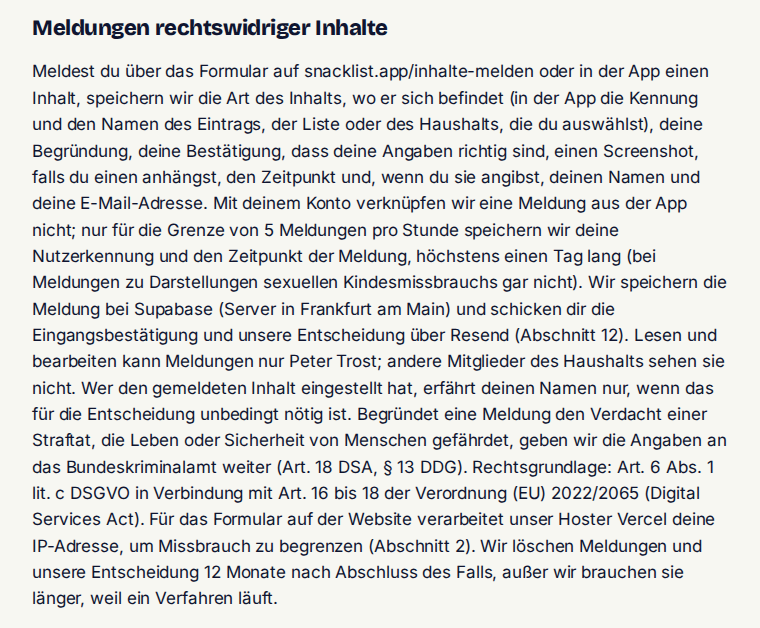 Meldungen rechtswidriger Inhalte
Meldest du über das Formular auf snacklist.app/inhalte-melden oder in der App einen
Inhalt, speichern wir die Art des Inhalts, wo er sich befindet (in der App die Kennung
und den Namen des Eintrags, der Liste oder des Haushalts, die du auswählst), deine
Begründung, deine Bestätigung, dass deine Angaben richtig sind, einen Screenshot,
falls du einen anhängst, den Zeitpunkt und, wenn du sie angibst, deinen Namen und
deine E-Mail-Adresse. Mit deinem Konto verknüpfen wir eine Meldung aus der App
nicht; nur für die Grenze von 5 Meldungen pro Stunde speichern wir deine
Nutzerkennung und den Zeitpunkt der Meldung, höchstens einen Tag lang (bei
Meldungen zu Darstellungen sexuellen Kindesmissbrauchs gar nicht). Wir speichern die
Meldung bei Supabase (Server in Frankfurt am Main) und schicken dir die
Eingangsbestätigung und unsere Entscheidung über Resend (Abschnitt 12). Lesen und
bearbeiten kann Meldungen nur Peter Trost; andere Mitglieder des Haushalts sehen sie
nicht. Wer den gemeldeten Inhalt eingestellt hat, erfährt deinen Namen nur, wenn das
für die Entscheidung unbedingt nötig ist. Begründet eine Meldung den Verdacht einer
Straftat, die Leben oder Sicherheit von Menschen gefährdet, geben wir die Angaben an
das Bundeskriminalamt weiter (Art. 18 DSA, § 13 DDG). Rechtsgrundlage: Art. 6 Abs. 1
lit. c DSGVO in Verbindung mit Art. 16 bis 18 der Verordnung (EU) 2022/2065 (Digital
Services Act). Für das Formular auf der Website verarbeitet unser Hoster Vercel deine
IP-Adresse, um Missbrauch zu begrenzen (Abschnitt 2). Wir löschen Meldungen und
unsere Entscheidung 12 Monate nach Abschluss des Falls, außer wir brauchen sie
länger, weil ein Verfahren läuft.